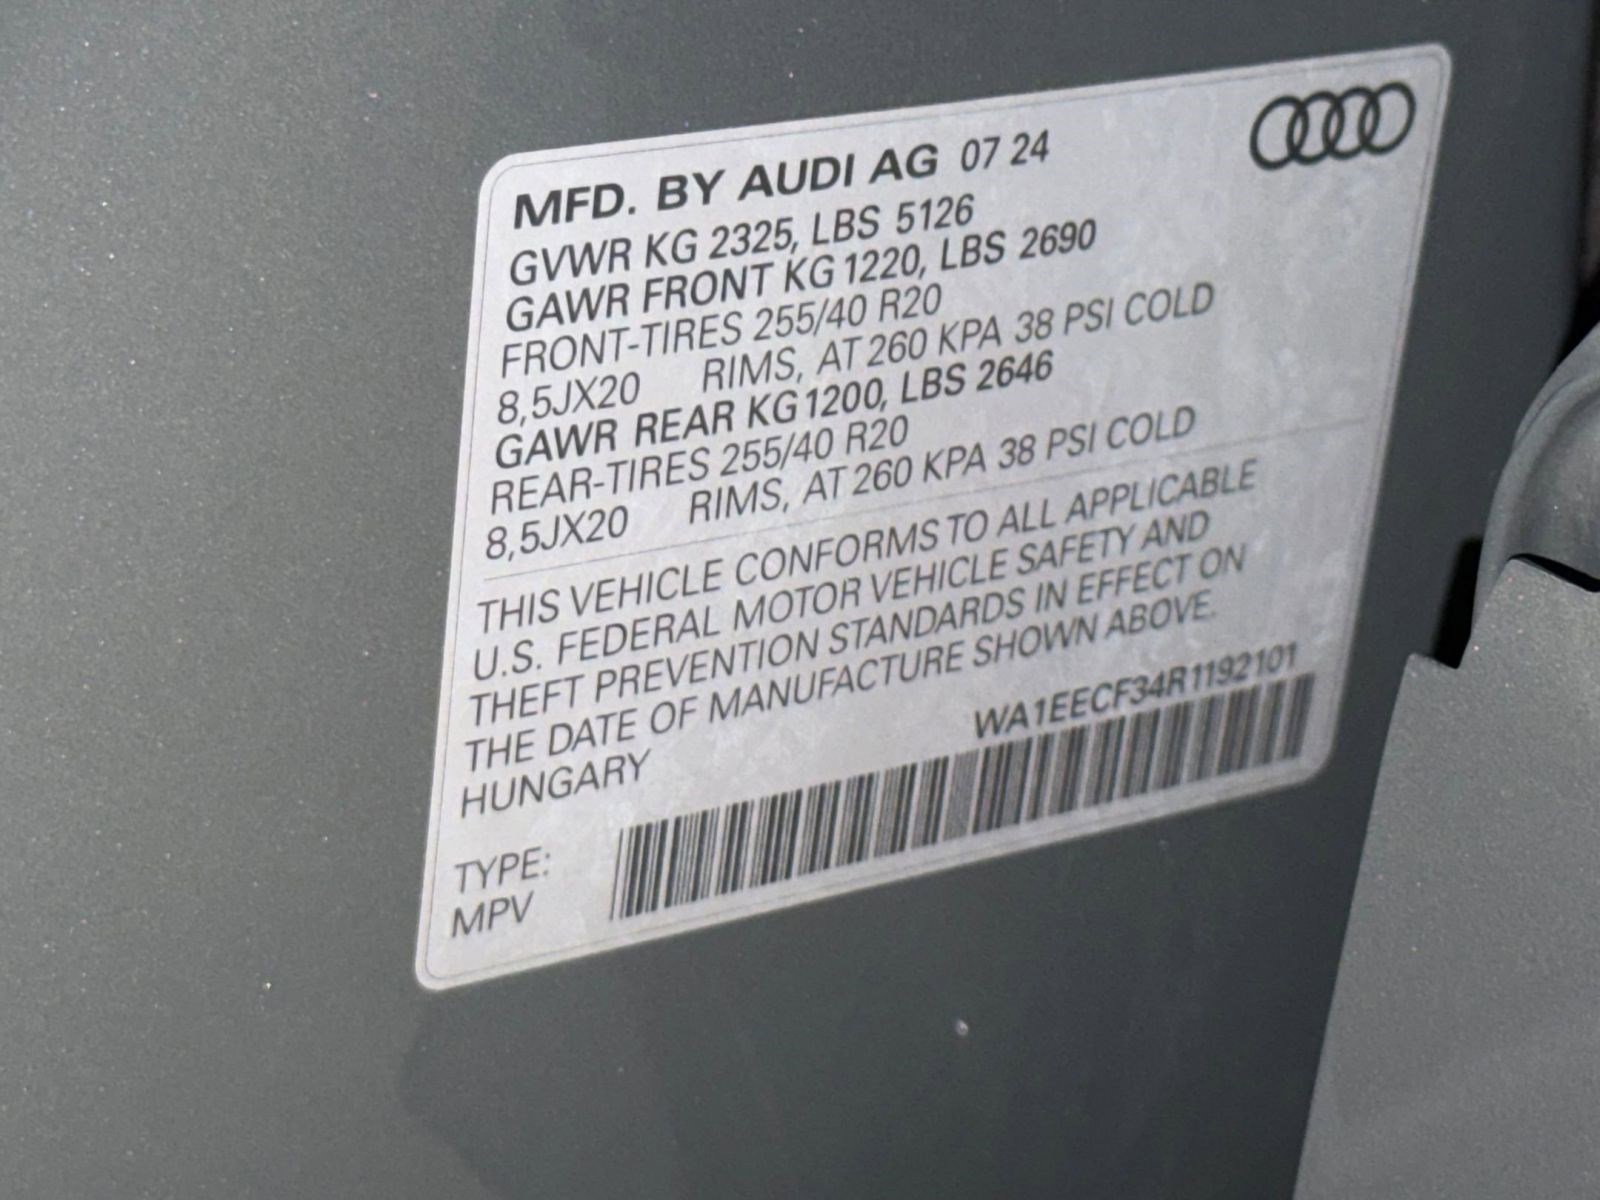 MFD. BY AUDI AG 07 24
GVWR KG 2325, LBS 5126
GAWR FRONT KG 1220, LBS 2690
FRONT-TIRES 255/40 R20
8,5JX20 RIMS, AT 260 KPA 38 PSI COLD
GAWR REAR KG 1200, LBS 2646
REAR-TIRES 255/40 R20
8,5JX20 RIMS, AT 260 KPA 38 PSI COLD
THIS VEHICLE CONFORMS TO ALL APPLICABLE
U.S. FEDERAL MOTOR VEHICLE SAFETY AND
THEFT PREVENTION STANDARDS IN EFFECT ON
THE DATE OF MANUFACTURE SHOWN ABOVE.
HUNGARY
WA1EECF34R1192101
TYPE:
MPV